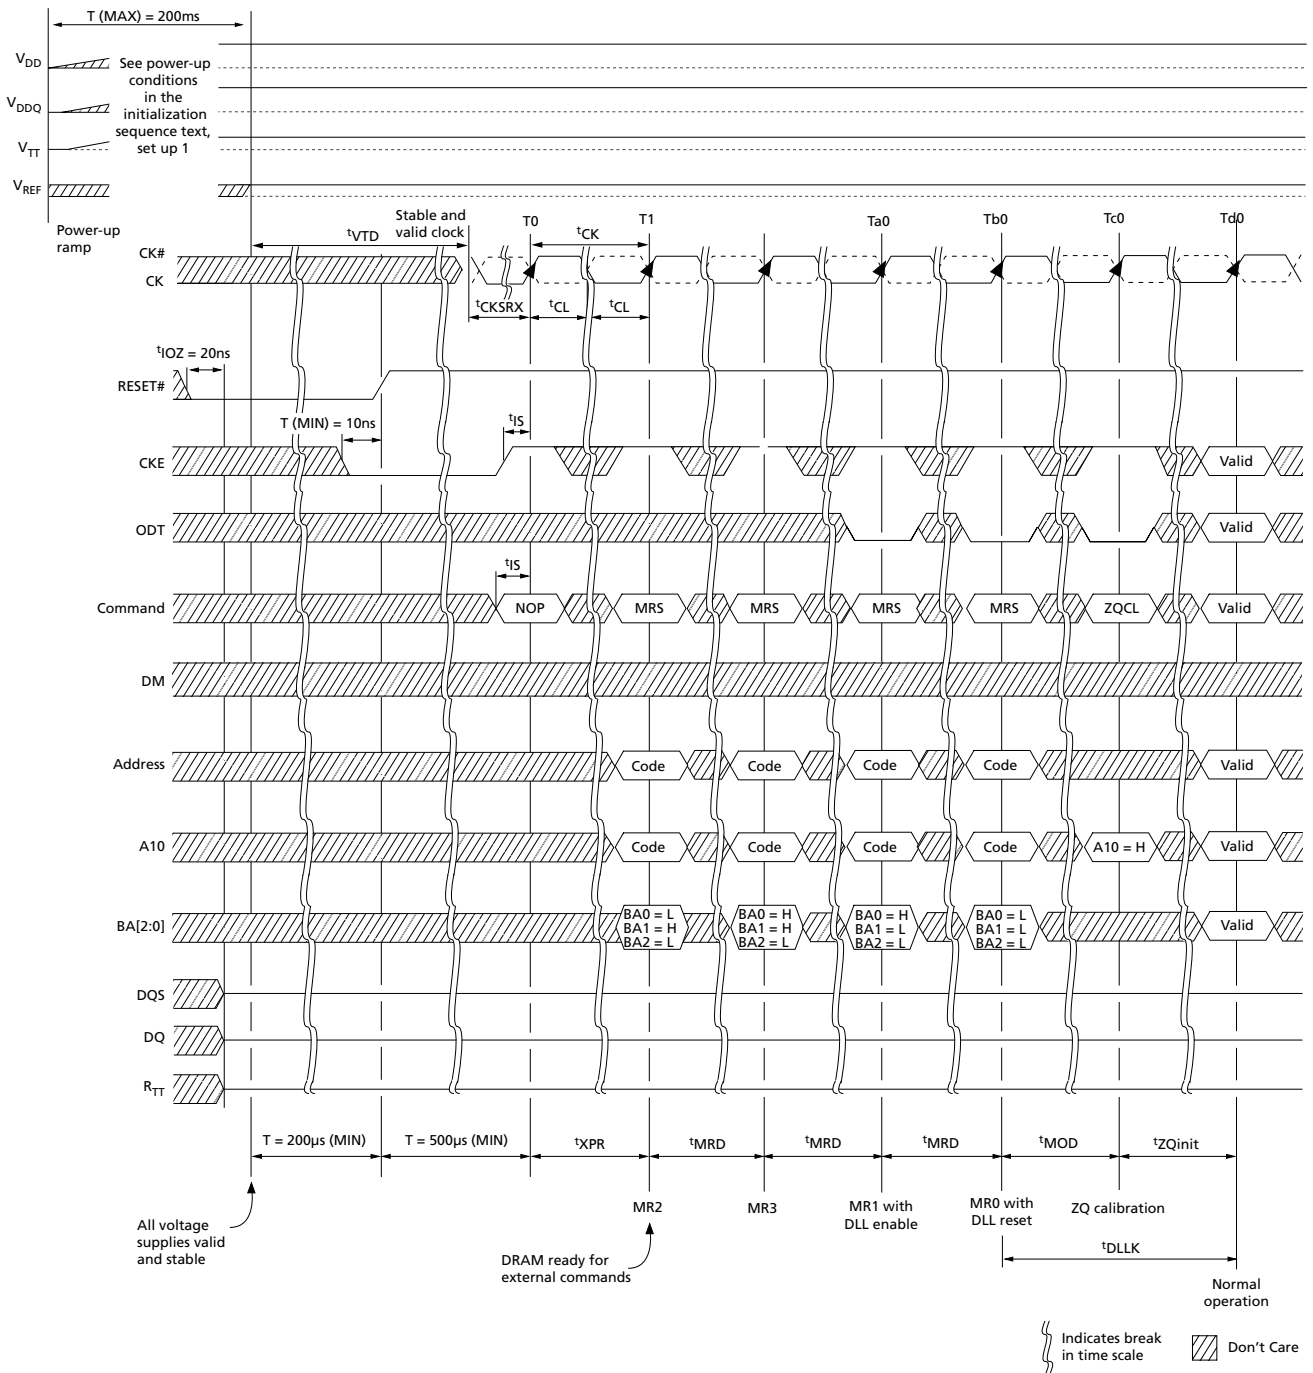 T (MAX) = 200ms
VDD
See power-up
conditions
in the
initialization
sequence text,
set up 1
VDDQ
VTT
VREF
Power-up
ramp
Stable and
valid clock
T0
T1
Ta0
Tb0
Tc0
Td0
tVTD
tCK
CK#
CK
tCKSRX
tCL
tCL
tIOZ = 20ns
RESET#
T (MIN) = 10ns
tIS
CKE
Valid
ODT
Valid
tIS
Command
NOP
MRS
MRS
MRS
MRS
ZQCL
Valid
DM
Address
Code
Code
Code
Code
Valid
A10
Code
Code
Code
Code
A10 = H
Valid
BA[2:0]
BA0 = L
BA1 = H
BA2 = L
BA0 = H
BA1 = H
BA2 = L
BA0 = H
BA1 = L
BA2 = L
BA0 = L
BA1 = L
BA2 = L
Valid
DQS
DQ
RTT
T = 200µs (MIN)
T = 500µs (MIN)
tXPR
tMRD
tMRD
tMRD
tMOD
tZQinit
MR2
MR3
MR1 with
DLL enable
MR0 with
DLL reset
ZQ calibration
All voltage
supplies valid
and stable
DRAM ready for
external commands
tDLLK
Normal
operation
Indicates break
in time scale
Don't Care